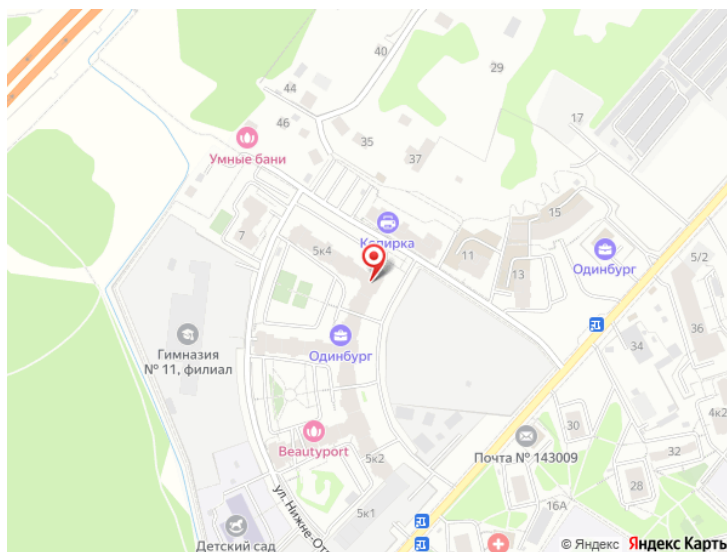 40
29
44
46
17
35
37
Умные бани
7
5к4
Копирка
15
11
13
Одинбург
5/2
36
34
Гимназия
№ 11, филиал
Одинбург
4к2
30
32
Beautyport
5к2
Почта № 143009
28
16А
5к1
ул. Нижне-От
Детский сад
© Яндекс Яндекс Карты